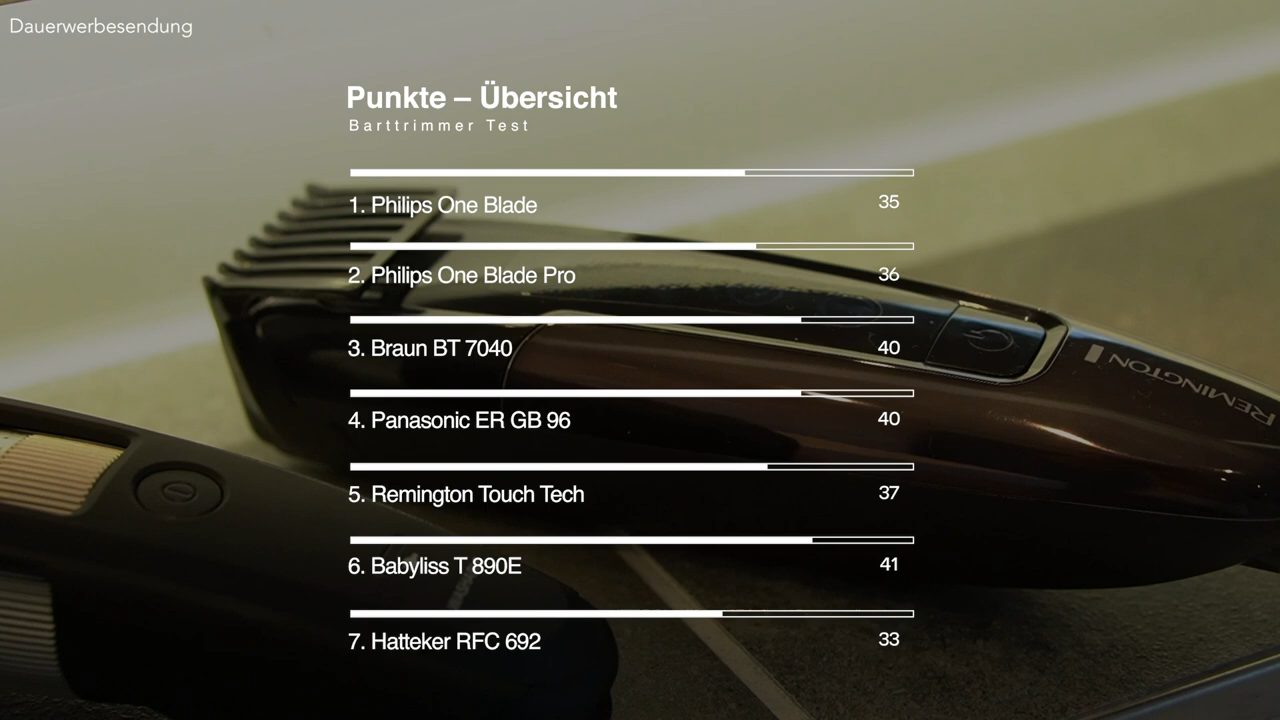 Dauerwerbesendung
Punkte – Übersicht
Barttrimmer Test
1. Philips One Blade 35
2. Philips One Blade Pro 36
3. Braun BT 7040 40
REMINGTON
4. Panasonic ER GB 96 40
5. Remington Touch Tech 37
6. Babyliss T 890E 41
7. Hatteker RFC 692 33